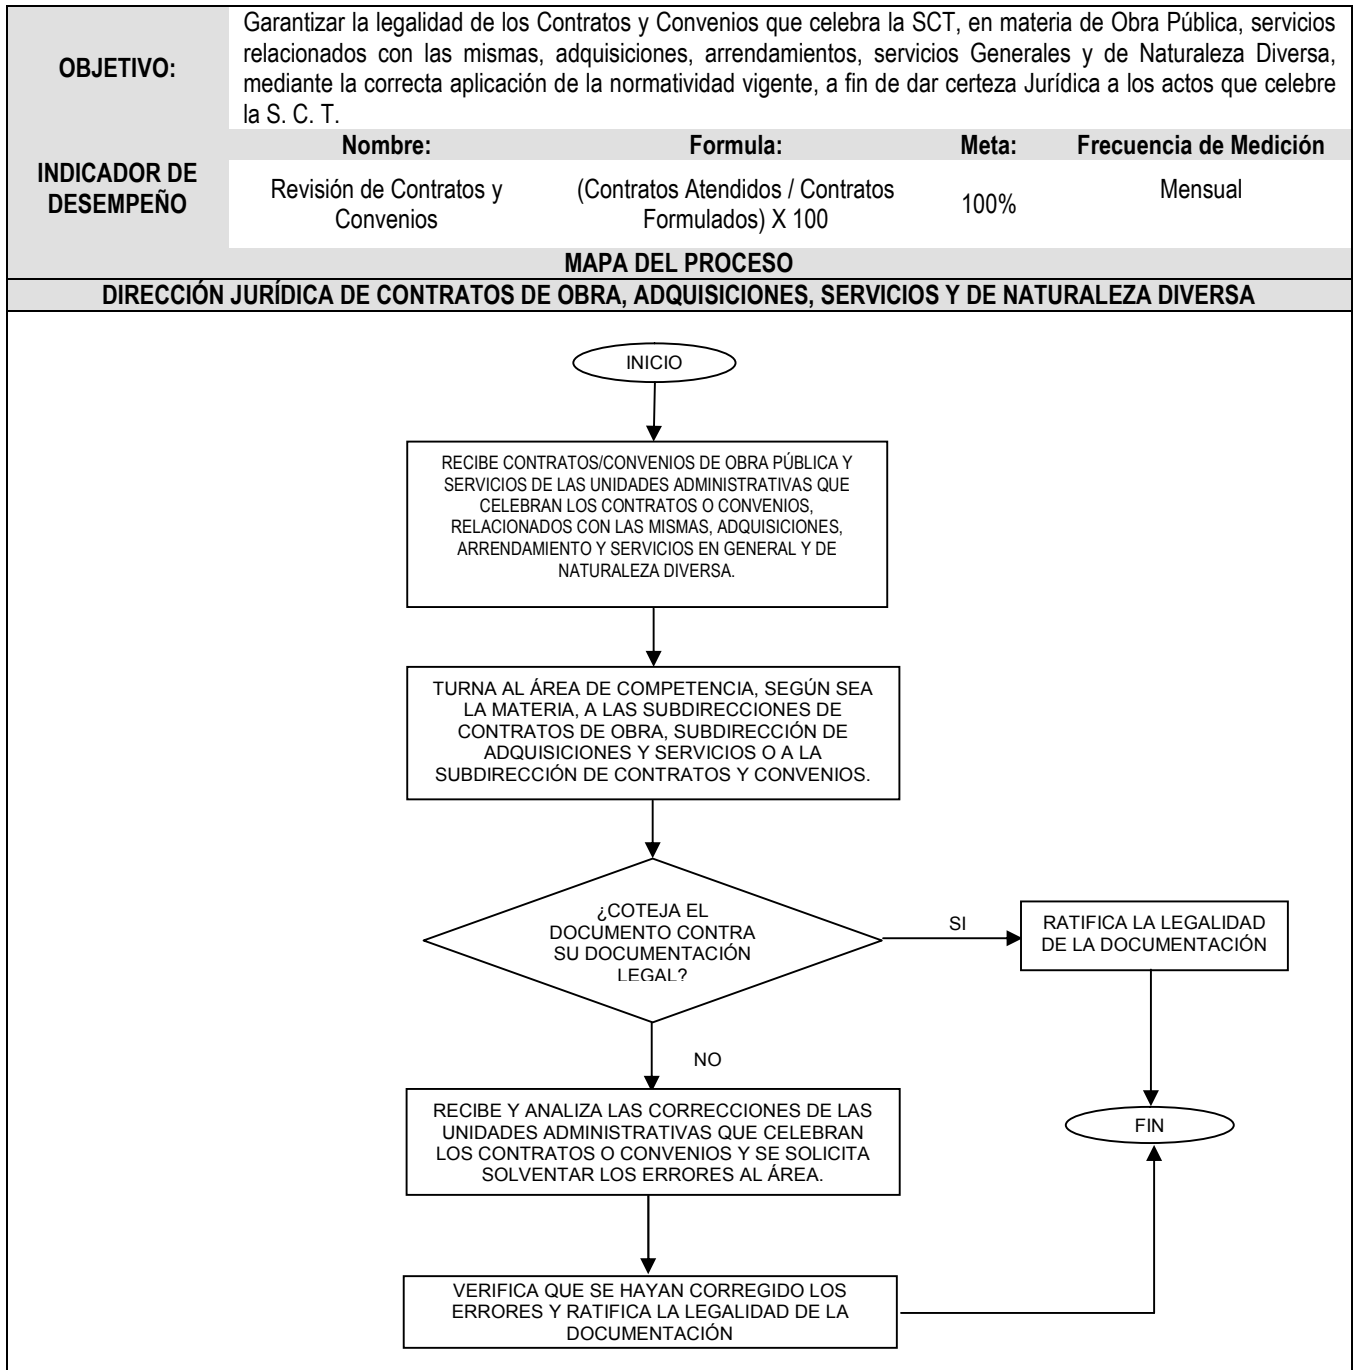 OBJETIVO:
Garantizar la legalidad de los Contratos y Convenios que celebra la SCT, en materia de Obra Pública, servicios
relacionados con las mismas, adquisiciones, arrendamientos, servicios Generales y de Naturaleza Diversa,
mediante la correcta aplicación de la normatividad vigente, a fin de dar certeza Jurídica a los actos que celebre
la S. C. T.
INDICADOR DE
DESEMPEÑO
Nombre: Formula: Meta: Frecuencia de Medición
Revisión de Contratos y
Convenios
(Contratos Atendidos / Contratos
Formulados) X 100
100%
Mensual
MAPA DEL PROCESO
DIRECCIÓN JURÍDICA DE CONTRATOS DE OBRA, ADQUISICIONES, SERVICIOS Y DE NATURALEZA DIVERSA
INICIO
RECIBE CONTRATOS/CONVENIOS DE OBRA PÚBLICA Y
SERVICIOS DE LAS UNIDADES ADMINISTRATIVAS QUE
CELEBRAN LOS CONTRATOS O CONVENIOS,
RELACIONADOS CON LAS MISMAS, ADQUISICIONES,
ARRENDAMIENTO Y SERVICIOS EN GENERAL Y DE
NATURALEZA DIVERSA.
TURNA AL ÁREA DE COMPETENCIA, SEGÚN SEA
LA MATERIA, A LAS SUBDIRECCIONES DE
CONTRATOS DE OBRA, SUBDIRECCIÓN DE
ADQUISICIONES Y SERVICIOS O A LA
SUBDIRECCIÓN DE CONTRATOS Y CONVENIOS.
¿COTEJA EL
DOCUMENTO CONTRA
SU DOCUMENTACIÓN
LEGAL?
SI
RATIFICA LA LEGALIDAD
DE LA DOCUMENTACIÓN
NO
RECIBE Y ANALIZA LAS CORRECCIONES DE LAS
UNIDADES ADMINISTRATIVAS QUE CELEBRAN
LOS CONTRATOS O CONVENIOS Y SE SOLICITA
SOLVENTAR LOS ERRORES AL ÁREA.
FIN
VERIFICA QUE SE HAYAN CORREGIDO LOS
ERRORES Y RATIFICA LA LEGALIDAD DE LA
DOCUMENTACIÓN